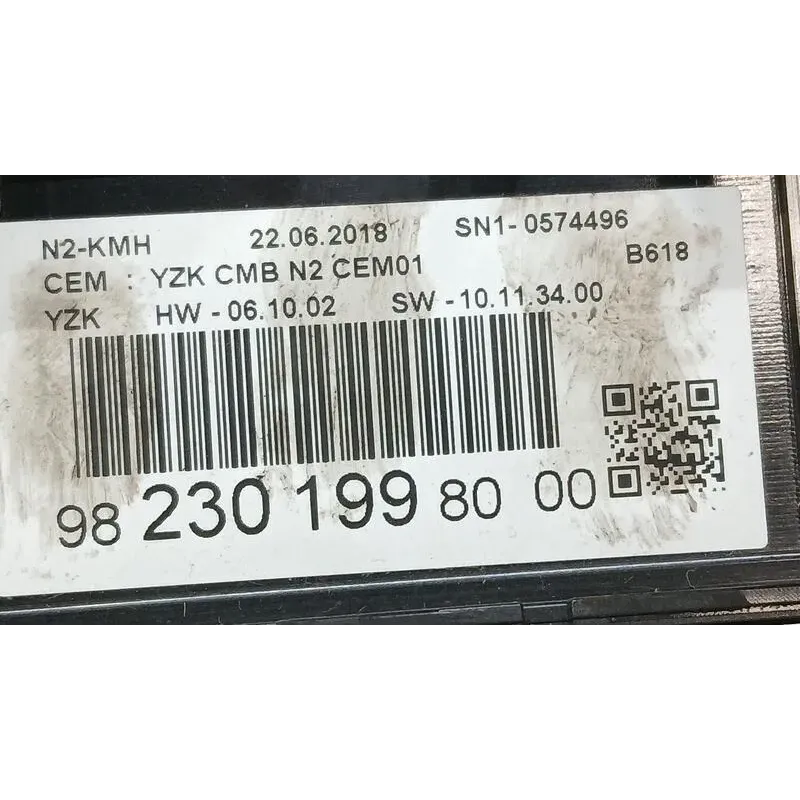 N2-KMH 22.06.2018 SN1- 0574496
CEM : YZK CMB N2 CEM01 B618
YZK HW - 06.10.02 SW - 10.11.34.00
98 230 199 80 00